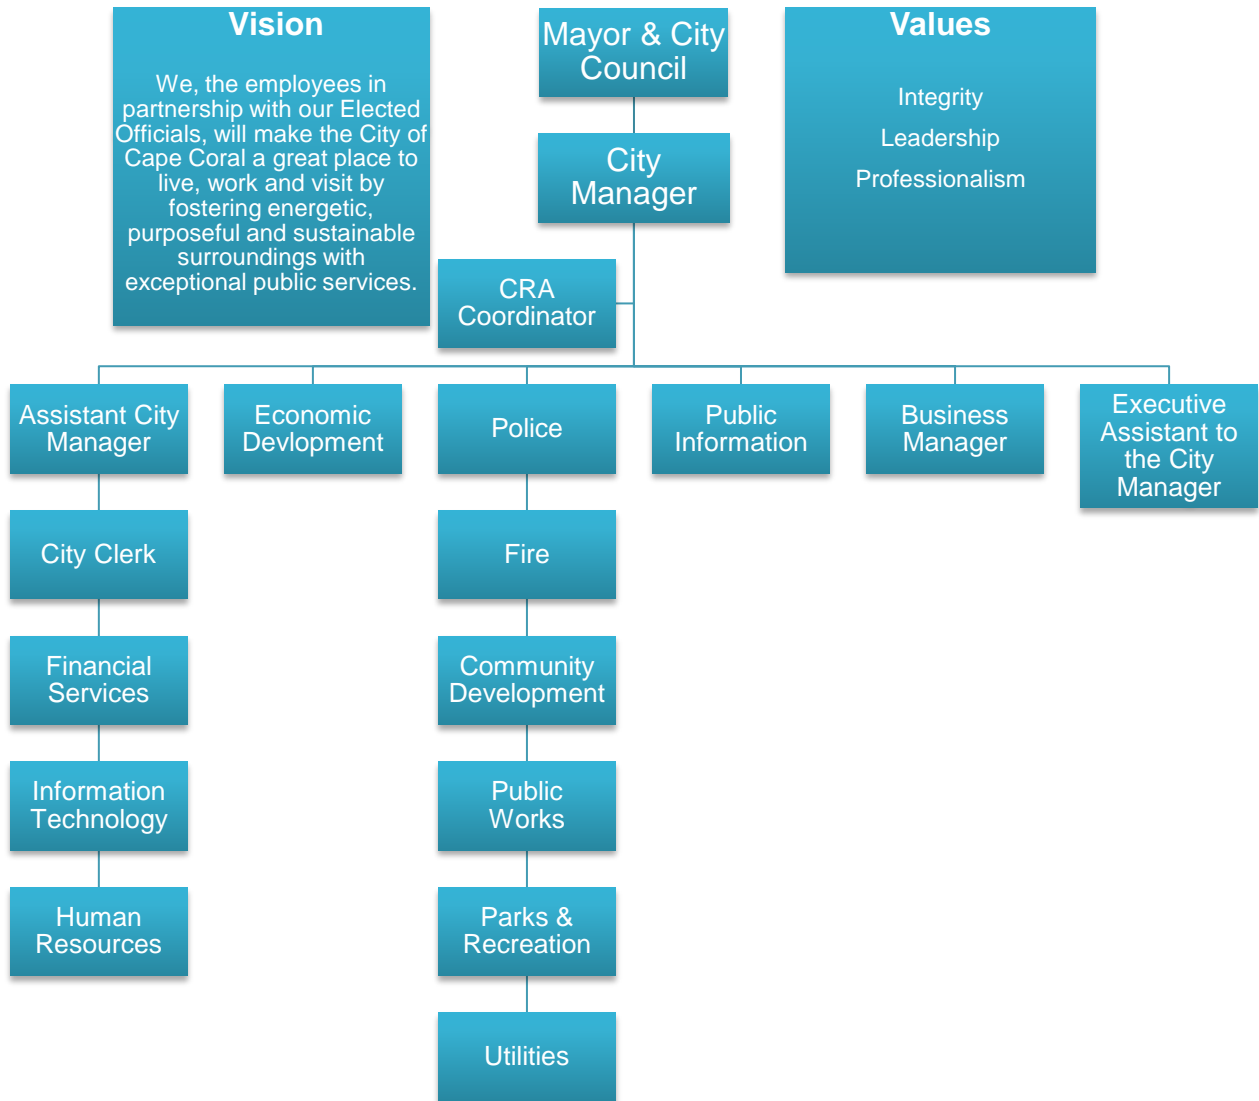 Vision
We, the employees in
partnership with our Elected
Officials, will make the City of
Cape Coral a great place to
live, work and visit by
fostering energetic,
purposeful and sustainable
surroundings with
exceptional public services.
Mayor & City
Council
Values
Integrity
Leadership
Professionalism
City
Manager
CRA
Coordinator
Assistant City
Manager
Economic
Devlopment
Police
Public
Information
Business
Manager
Executive
Assistant to
the City
Manager
City Clerk
Fire
Financial
Services
Community
Development
Information
Technology
Public
Works
Human
Resources
Parks &
Recreation
Utilities